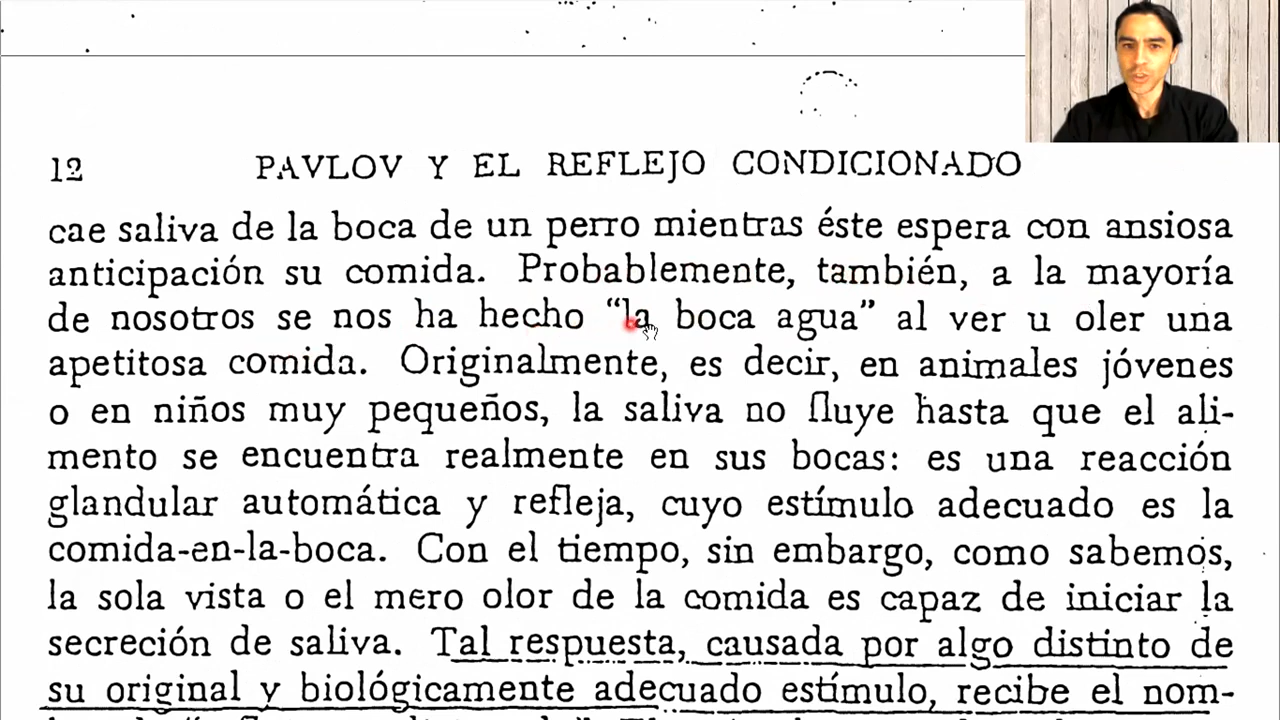 12 PAVLOV Y EL REFLEJO CONDICIONADO
cae saliva de la boca de un perro mientras éste espera con ansiosa
anticipación su comida. Probablemente, también, a la mayoría
de nosotros se nos ha hecho “la boca agua” al ver u oler una
apetitosa comida. Originalmente, es decir, en animales jóvenes
o en niños muy pequeños, la saliva no fluye hasta que el ali-
mento se encuentra realmente en sus bocas: es una reacción
glandular automática y refleja, cuyo estímulo adecuado es la
comida-en-la-boca. Con el tiempo, sin embargo, como sabemos,
la sola vista o el mero olor de la comida es capaz de iniciar la
secreción de saliva. Tal respuesta, causada por algo distinto de
su original y biológicamente adecuado estímulo, recibe el nom-